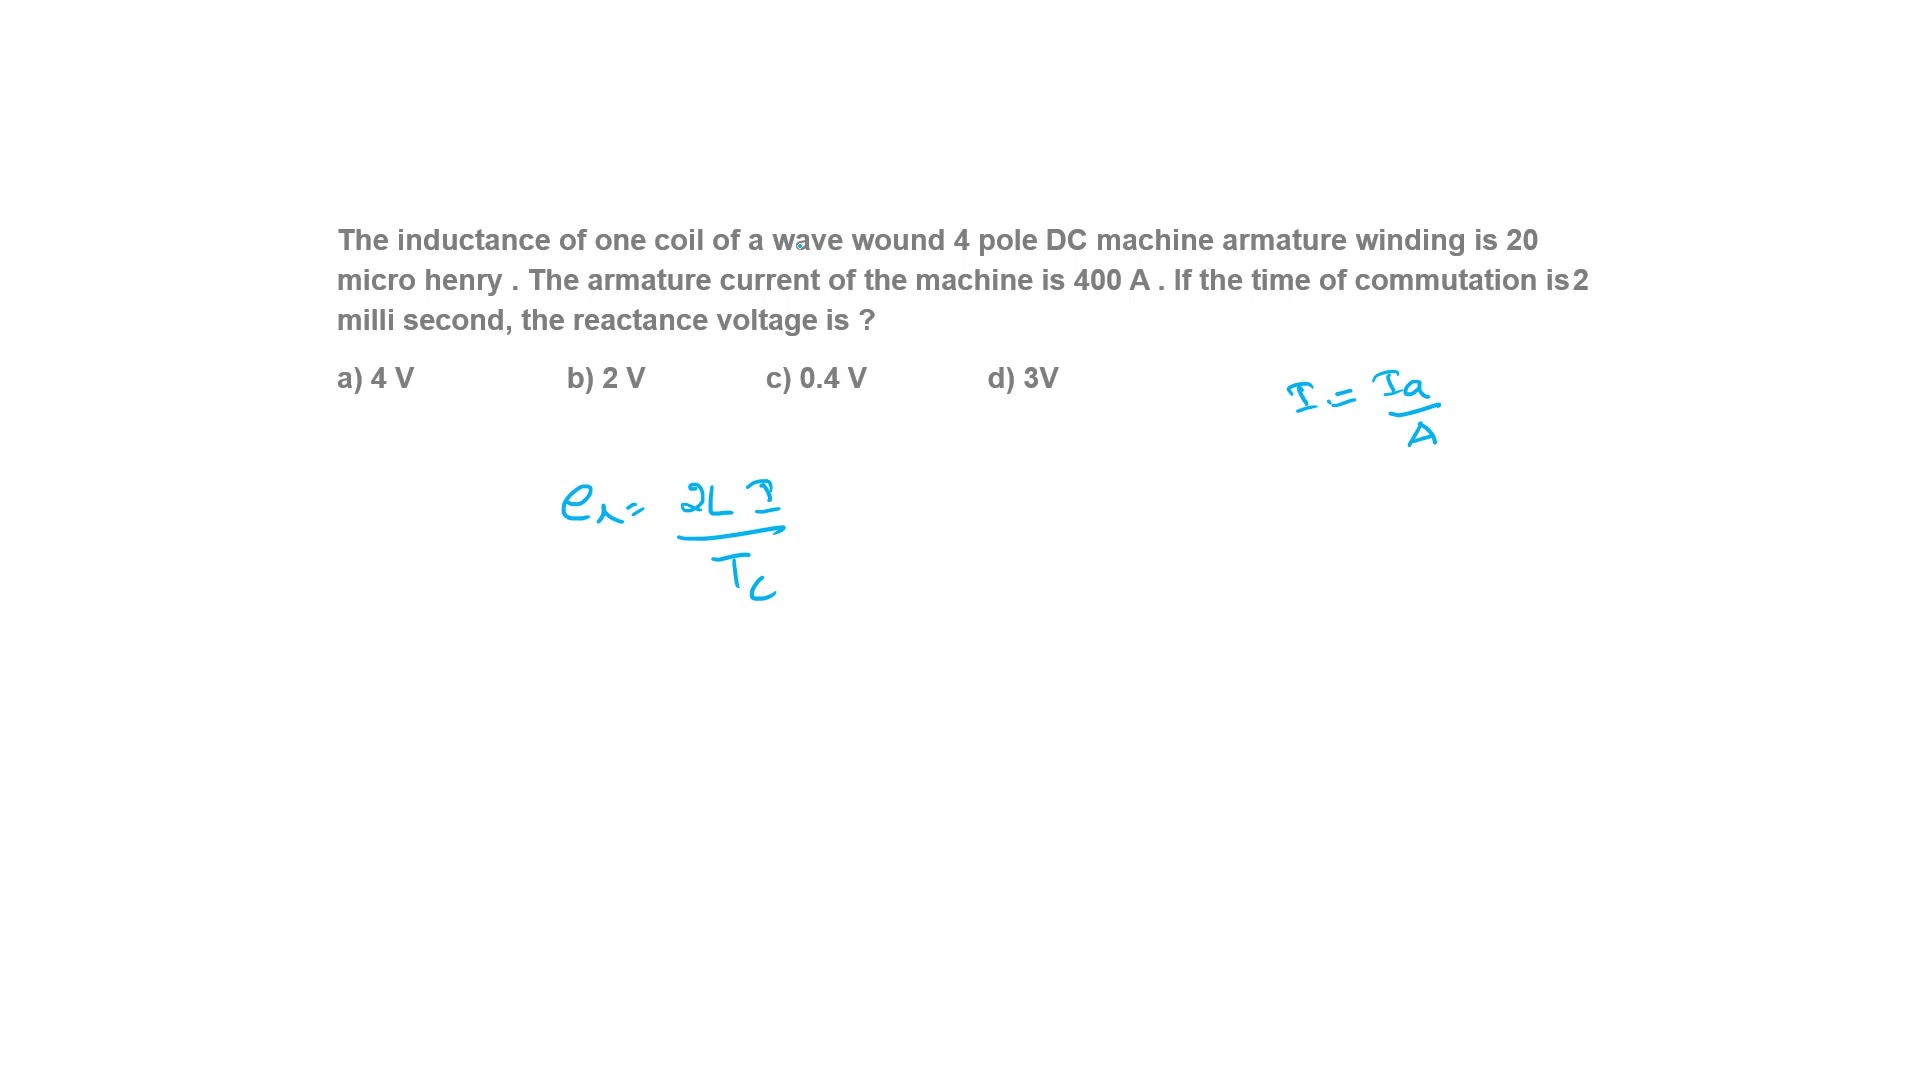 The inductance of one coil of a wave wound 4 pole DC machine armature winding is 20
micro henry . The armature current of the machine is 400 A . If the time of commutation is 2
milli second, the reactance voltage is ?
a) 4 V b) 2 V c) 0.4 V d) 3V
I = Ia / A
er = 2L I / Tc